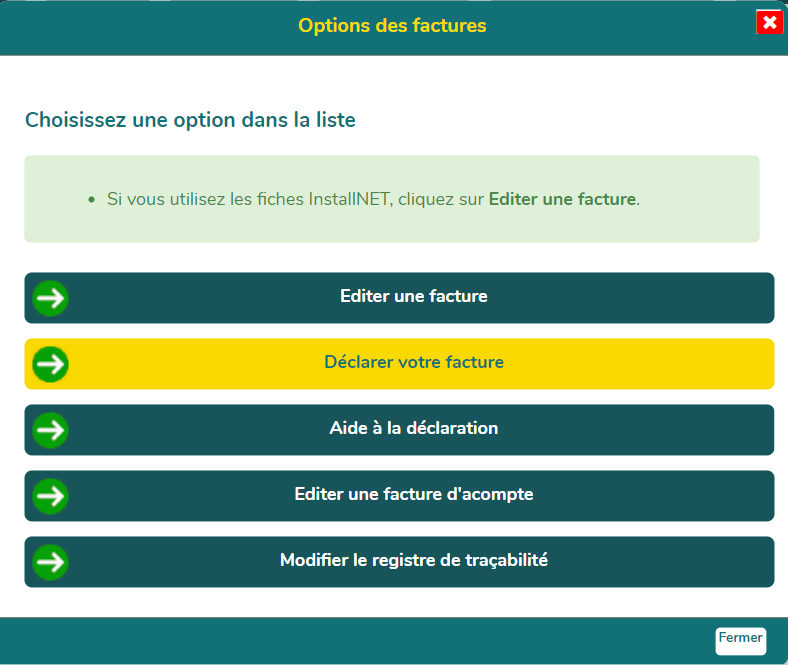 Options des factures
Choisissez une option dans la liste
Si vous utilisez les fiches InstallNET, cliquez sur Editer une facture.
Editer une facture
Déclarer votre facture
Aide à la déclaration
Editer une facture d'acompte
Modifier le registre de traçabilité
Fermer